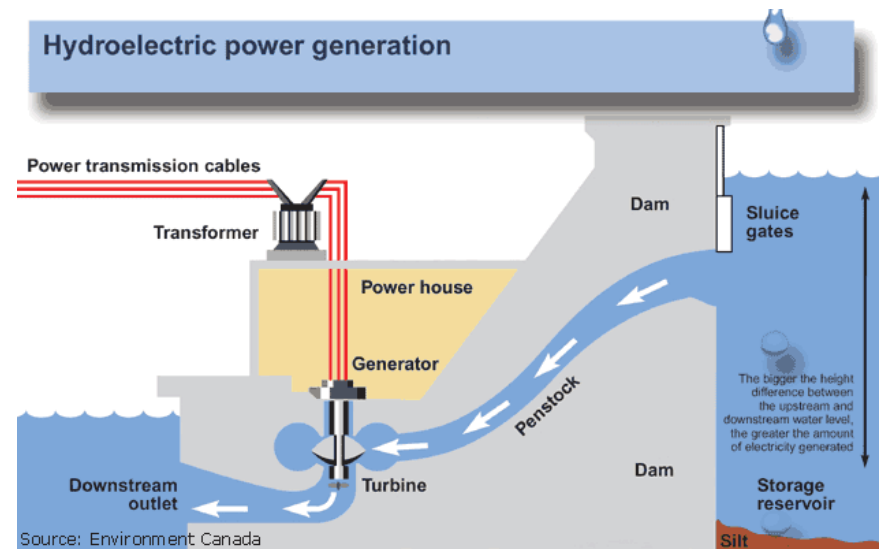 Hydroelectric power generation
Power transmission cables
Transformer
Dam
Sluice
gates
Power house
Generator
The bigger the height
difference between
the upstream and
downstream water level,
the greater the amount
of electricity generated
Penstock
Turbine
Dam
Downstream
outlet
Storage
reservoir
Source: Environment Canada
Silt